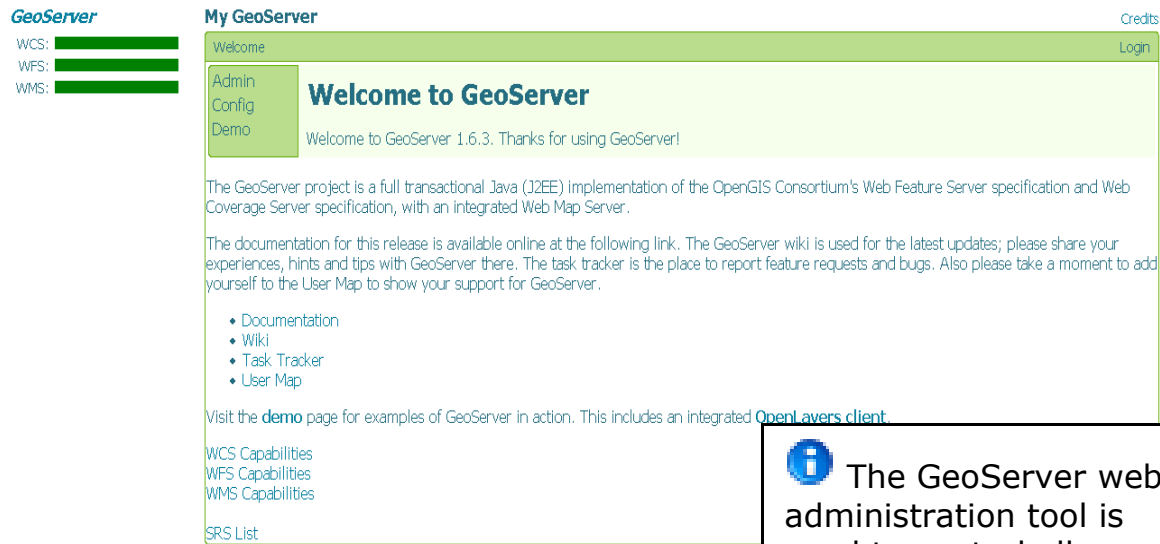 GeoServer
WCS:
WFS:
WMS:
My GeoServer
Credits
Welcome
Login
Admin
Config
Demo
Welcome to GeoServer
Welcome to GeoServer 1.6.3. Thanks for using GeoServer!
The GeoServer project is a full transactional Java (J2EE) implementation of the OpenGIS Consortium's Web Feature Server specification and Web
Coverage Server specification, with an integrated Web Map Server.
The documentation for this release is available online at the following link. The GeoServer wiki is used for the latest updates; please share your
experiences, hints and tips with GeoServer there. The task tracker is the place to report feature requests and bugs. Also please take a moment to add
yourself to the User Map to show your support for GeoServer.
• Documentation
• Wiki
• Task Tracker
• User Map
Visit the demo page for examples of GeoServer in action. This includes an integrated OpenLayers client.
WCS Capabilities
WFS Capabilities
WMS Capabilities
SRS List
The GeoServer web
administration tool is